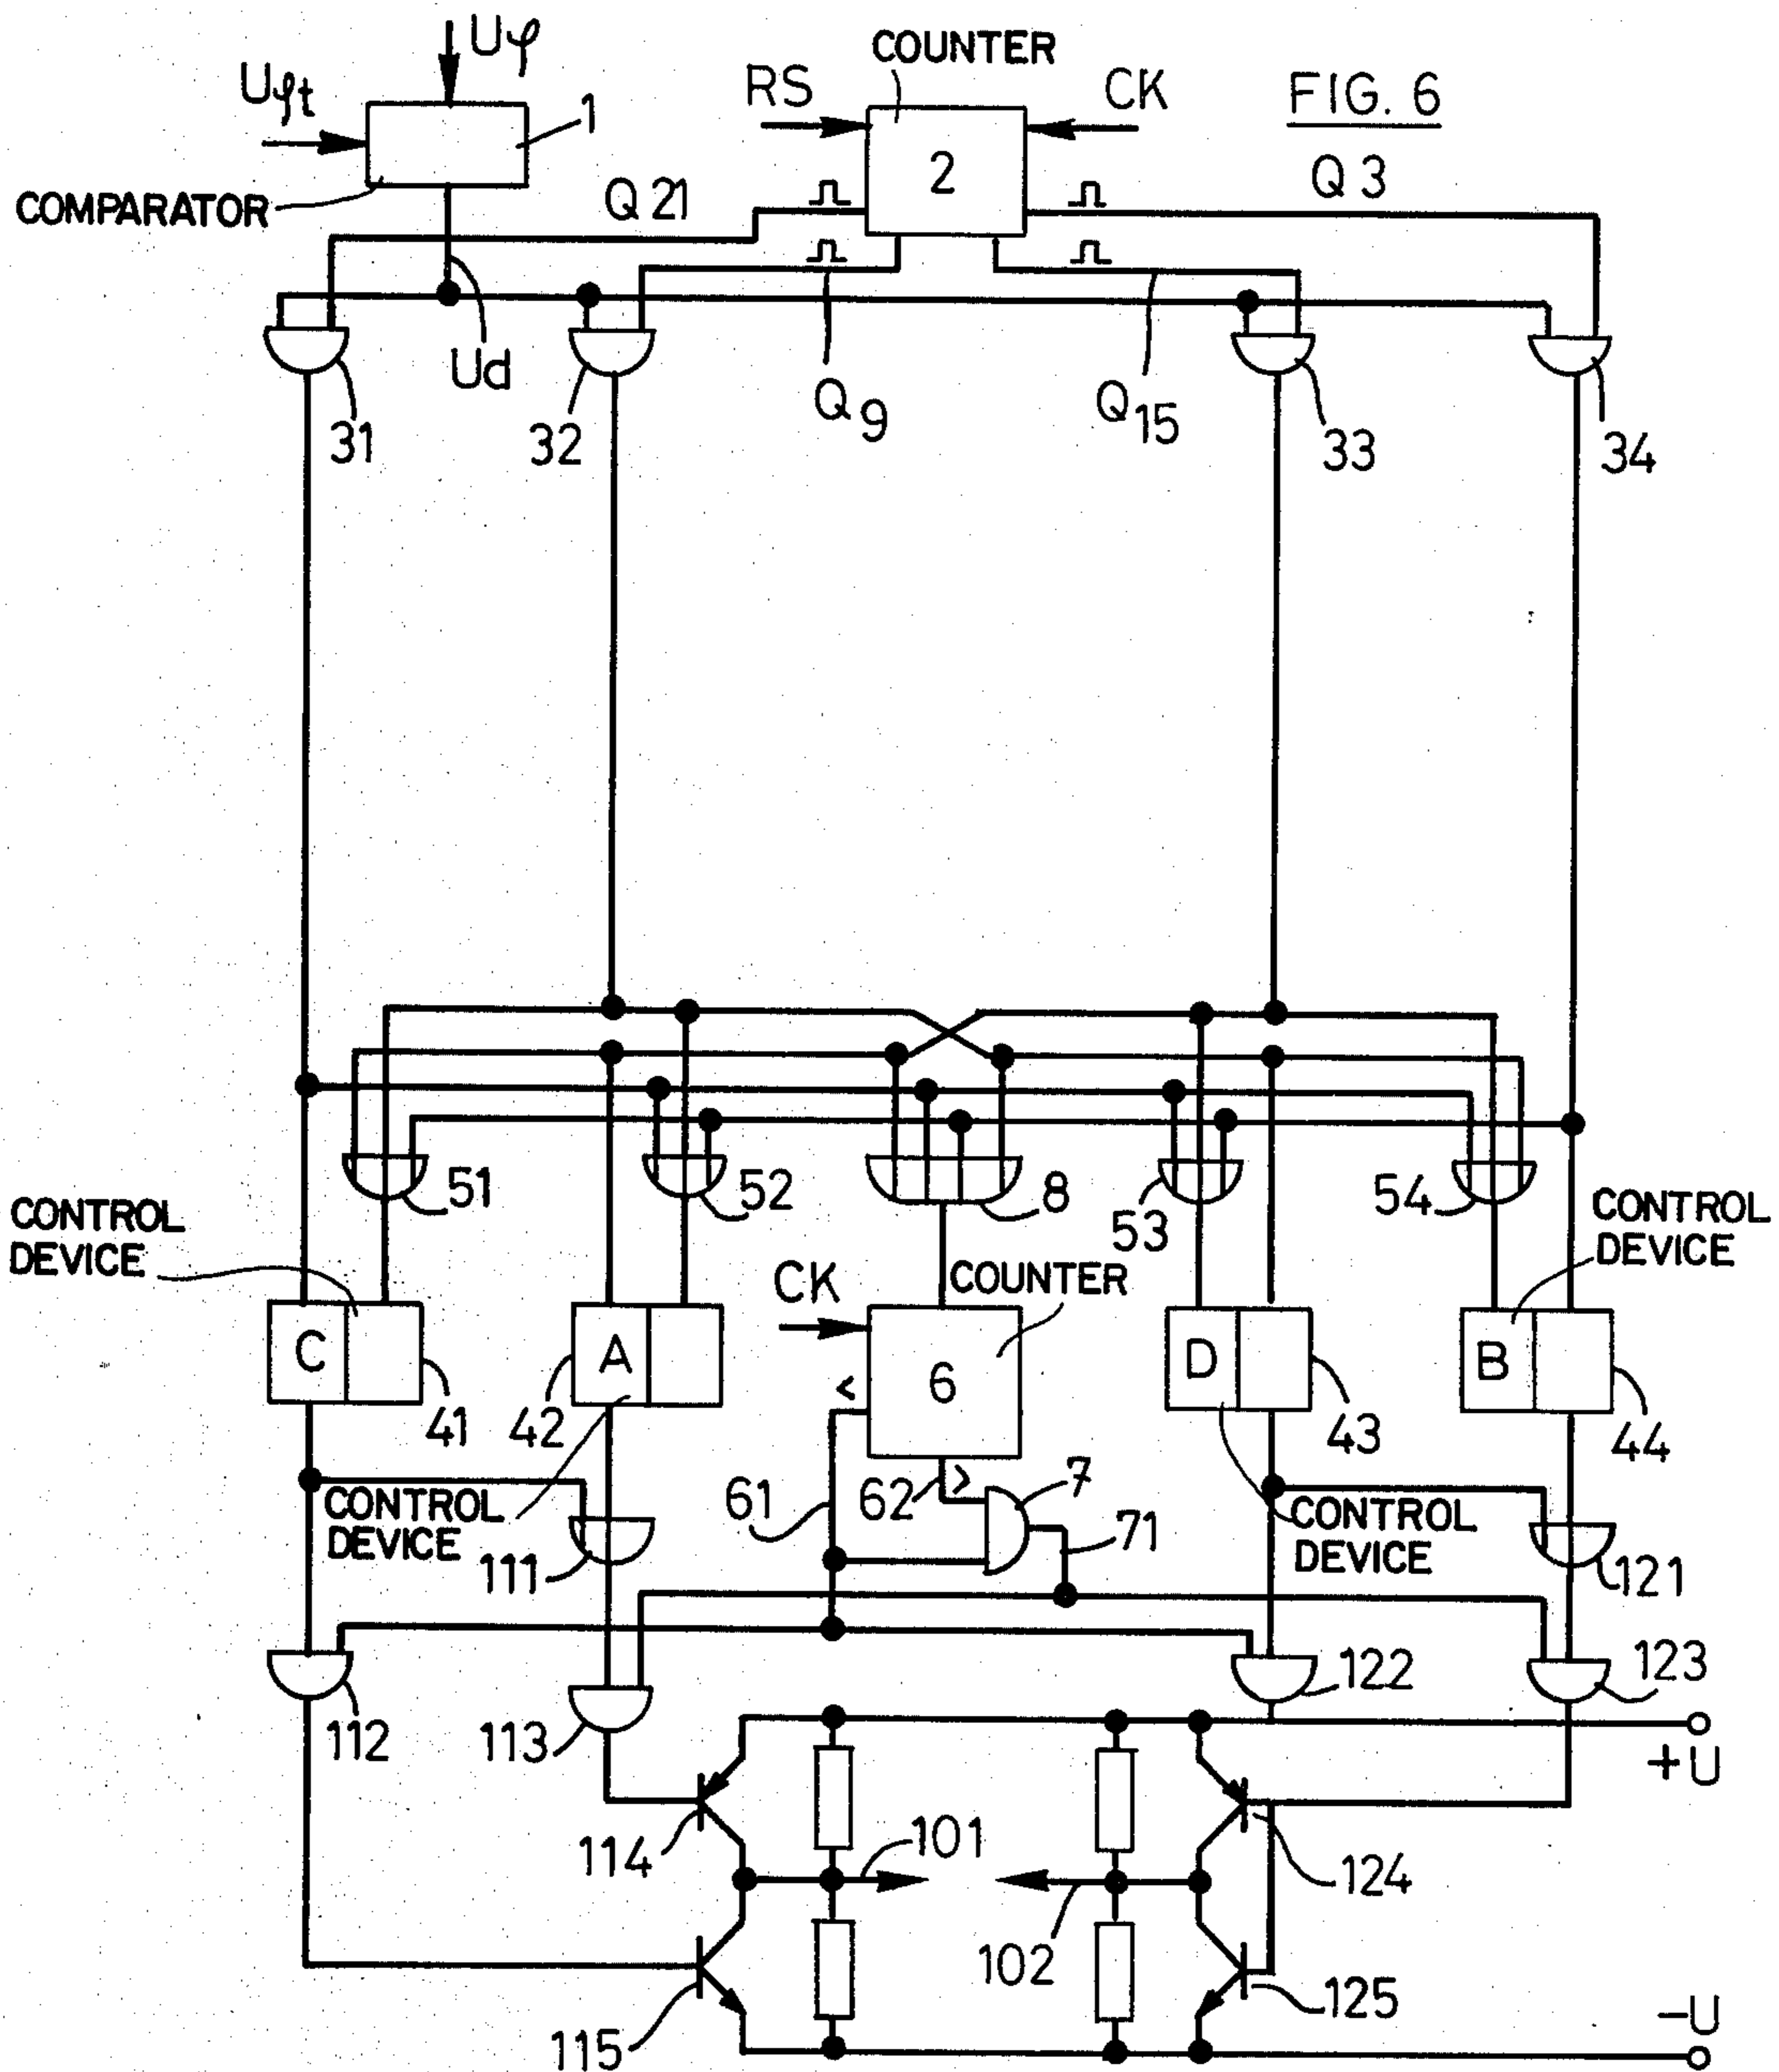 Uφ
Uφt
1
COMPARATOR
COUNTER
RS
CK
FIG. 6
2
Q 21
Q 3
Ud
Q9
Q15
31
32
33
34
51
52
8
53
54
CONTROL
DEVICE
CONTROL
DEVICE
CK
COUNTER
C
41
42
A
6
<
>
D
43
B
44
CONTROL
DEVICE
111
61
62
7
71
CONTROL
DEVICE
121
112
113
122
123
+U
114
101
102
124
115
125
-U